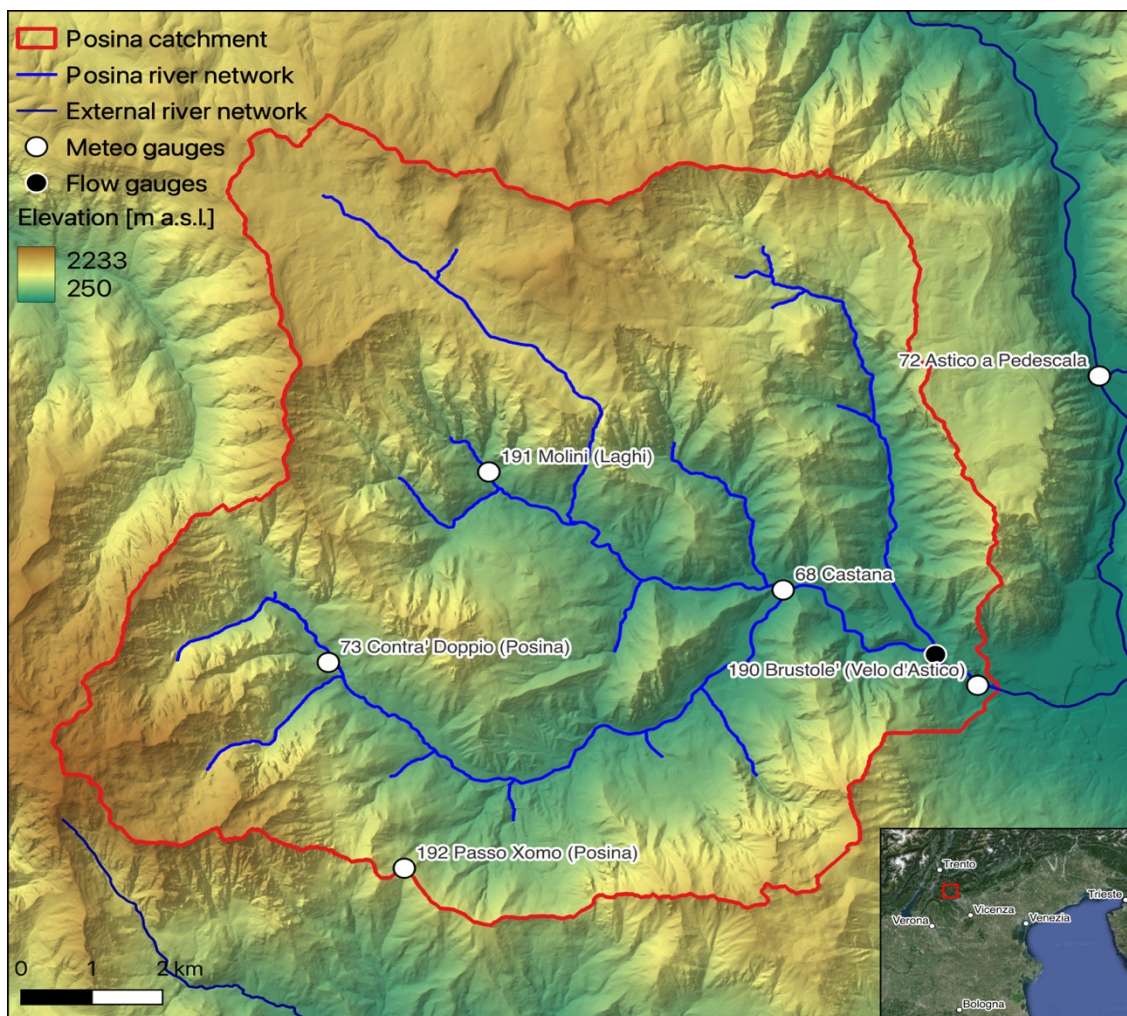 Posina catchment
Posina river network
External river network
Meteo gauges
Flow gauges
Elevation [m a.s.l.]
2233
250
72 Astico a Pedescala
191 Molini (Laghi)
68 Castana
73 Contra' Doppio (Posina)
190 Brustole' (Velo d'Astico)
192 Passo Xomo (Posina)
0 1 2 km
Trento
Trieste
Vicenza
Verona
Venezia
Bologna